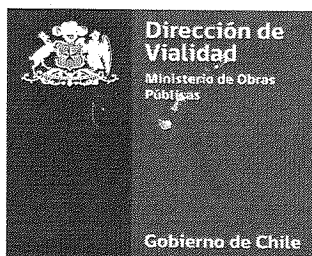 Dirección de
Vialidad
Ministerio de Obras
Públicas
Gobierno de Chile